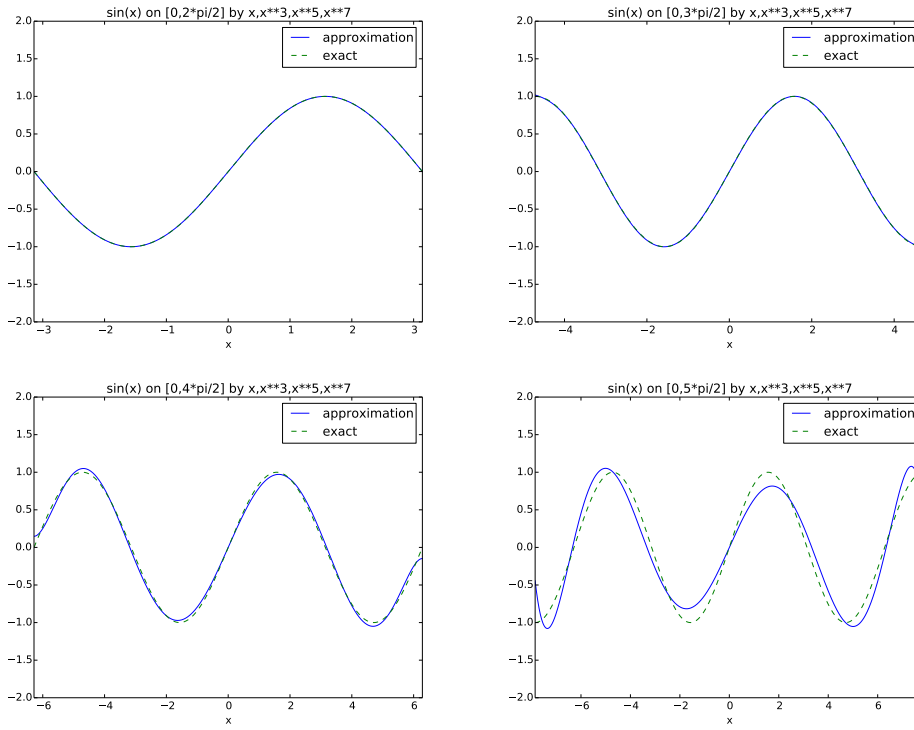 sin(x) on [0,2*pi/2] by x,x**3,x**5,x**7
2.0
1.5
1.0
0.5
0.0
−0.5
−1.0
−1.5
−2.0
approximation
exact
−3 −2 −1 0 1 2 3
x
sin(x) on [0,3*pi/2] by x,x**3,x**5,x**7
2.0
1.5
1.0
0.5
0.0
−0.5
−1.0
−1.5
−2.0
approximation
exact
−4 −2 0 2 4
x
sin(x) on [0,4*pi/2] by x,x**3,x**5,x**7
2.0
1.5
1.0
0.5
0.0
−0.5
−1.0
−1.5
−2.0
approximation
exact
−6 −4 −2 0 2 4 6
x
sin(x) on [0,5*pi/2] by x,x**3,x**5,x**7
2.0
1.5
1.0
0.5
0.0
−0.5
−1.0
−1.5
−2.0
approximation
exact
−6 −4 −2 0 2 4 6
x